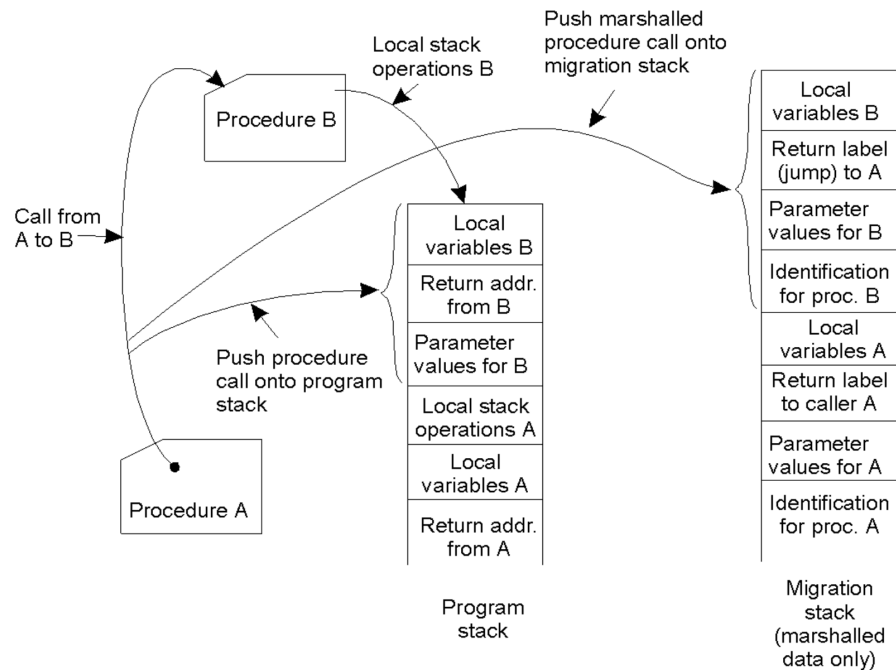 Push marshalled
procedure call onto
migration stack
Local stack
operations B
Procedure B
Call from
A to B
Push procedure
call onto program
stack
Procedure A
Local
variables B
Return addr.
from B
Parameter
values for B
Local stack
operations A
Local
variables A
Return addr.
from A
Program
stack
Local
variables B
Return label
(jump) to A
Parameter
values for B
Identification
for proc. B
Local
variables A
Return label
to caller A
Parameter
values for A
Identification
for proc. A
Migration
stack
(marshalled
data only)